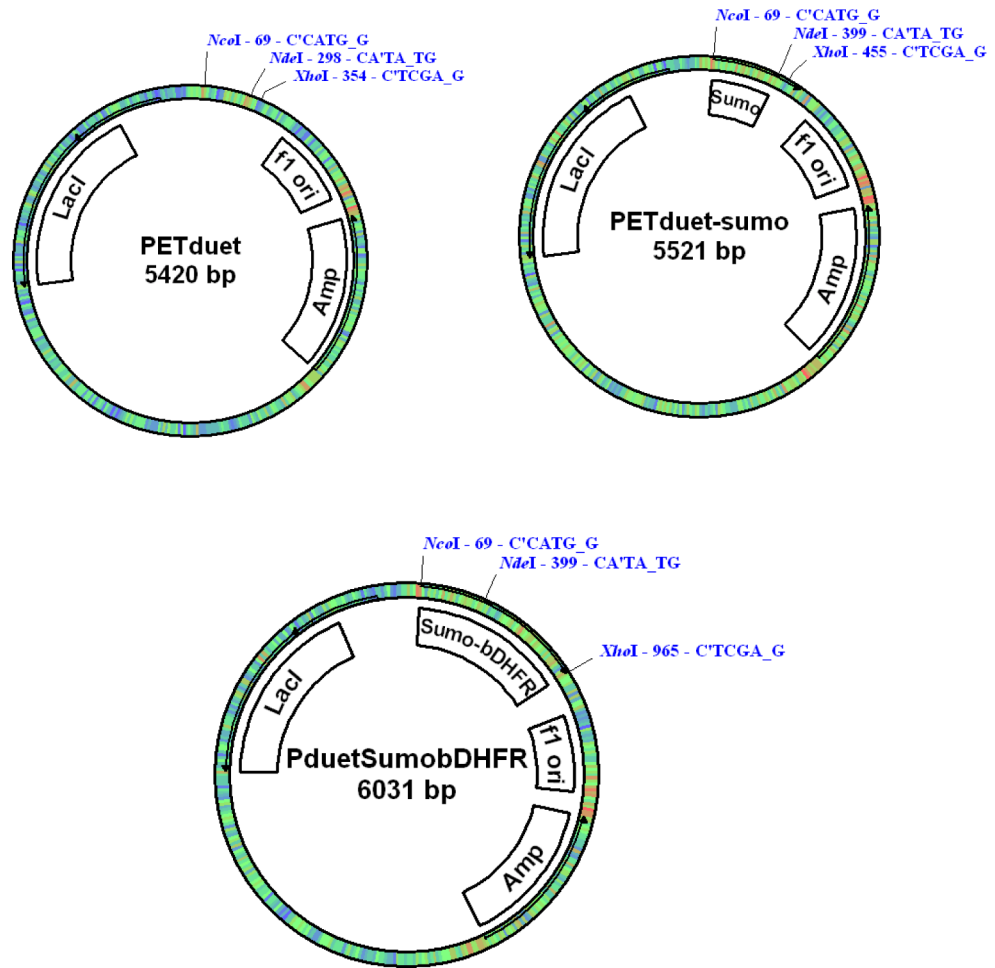 NcoI - 69 - C'CATG_G
NdeI - 298 - CA'TA_TG
XhoI - 354 - C'TCGA_G
LacI
f1 ori
Amp
PETduet
5420 bp
NcoI - 69 - C'CATG_G
NdeI - 399 - CA'TA_TG
XhoI - 455 - C'TCGA_G
Sumo
LacI
f1 ori
Amp
PETduet-sumo
5521 bp
NcoI - 69 - C'CATG_G
NdeI - 399 - CA'TA_TG
XhoI - 965 - C'TCGA_G
Sumo-bDHFR
LacI
f1 ori
Amp
PduetSumobDHFR
6031 bp